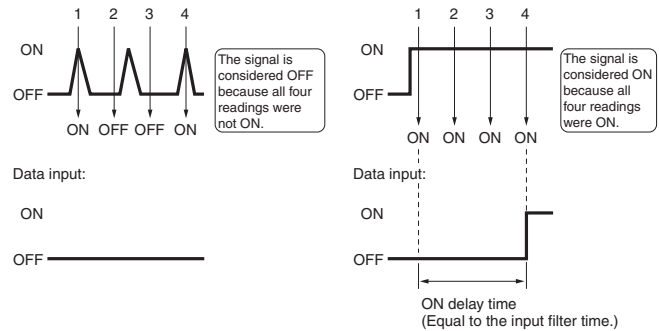 1 2 3 4
ON
OFF
The signal is
considered OFF
because all four
readings were
not ON.
ON OFF OFF ON
Data input:
ON
OFF
1 2 3 4
ON
OFF
The signal is
considered ON
because all
four readings
were ON.
ON ON ON ON
Data input:
ON
OFF
ON delay time
(Equal to the input filter time.)